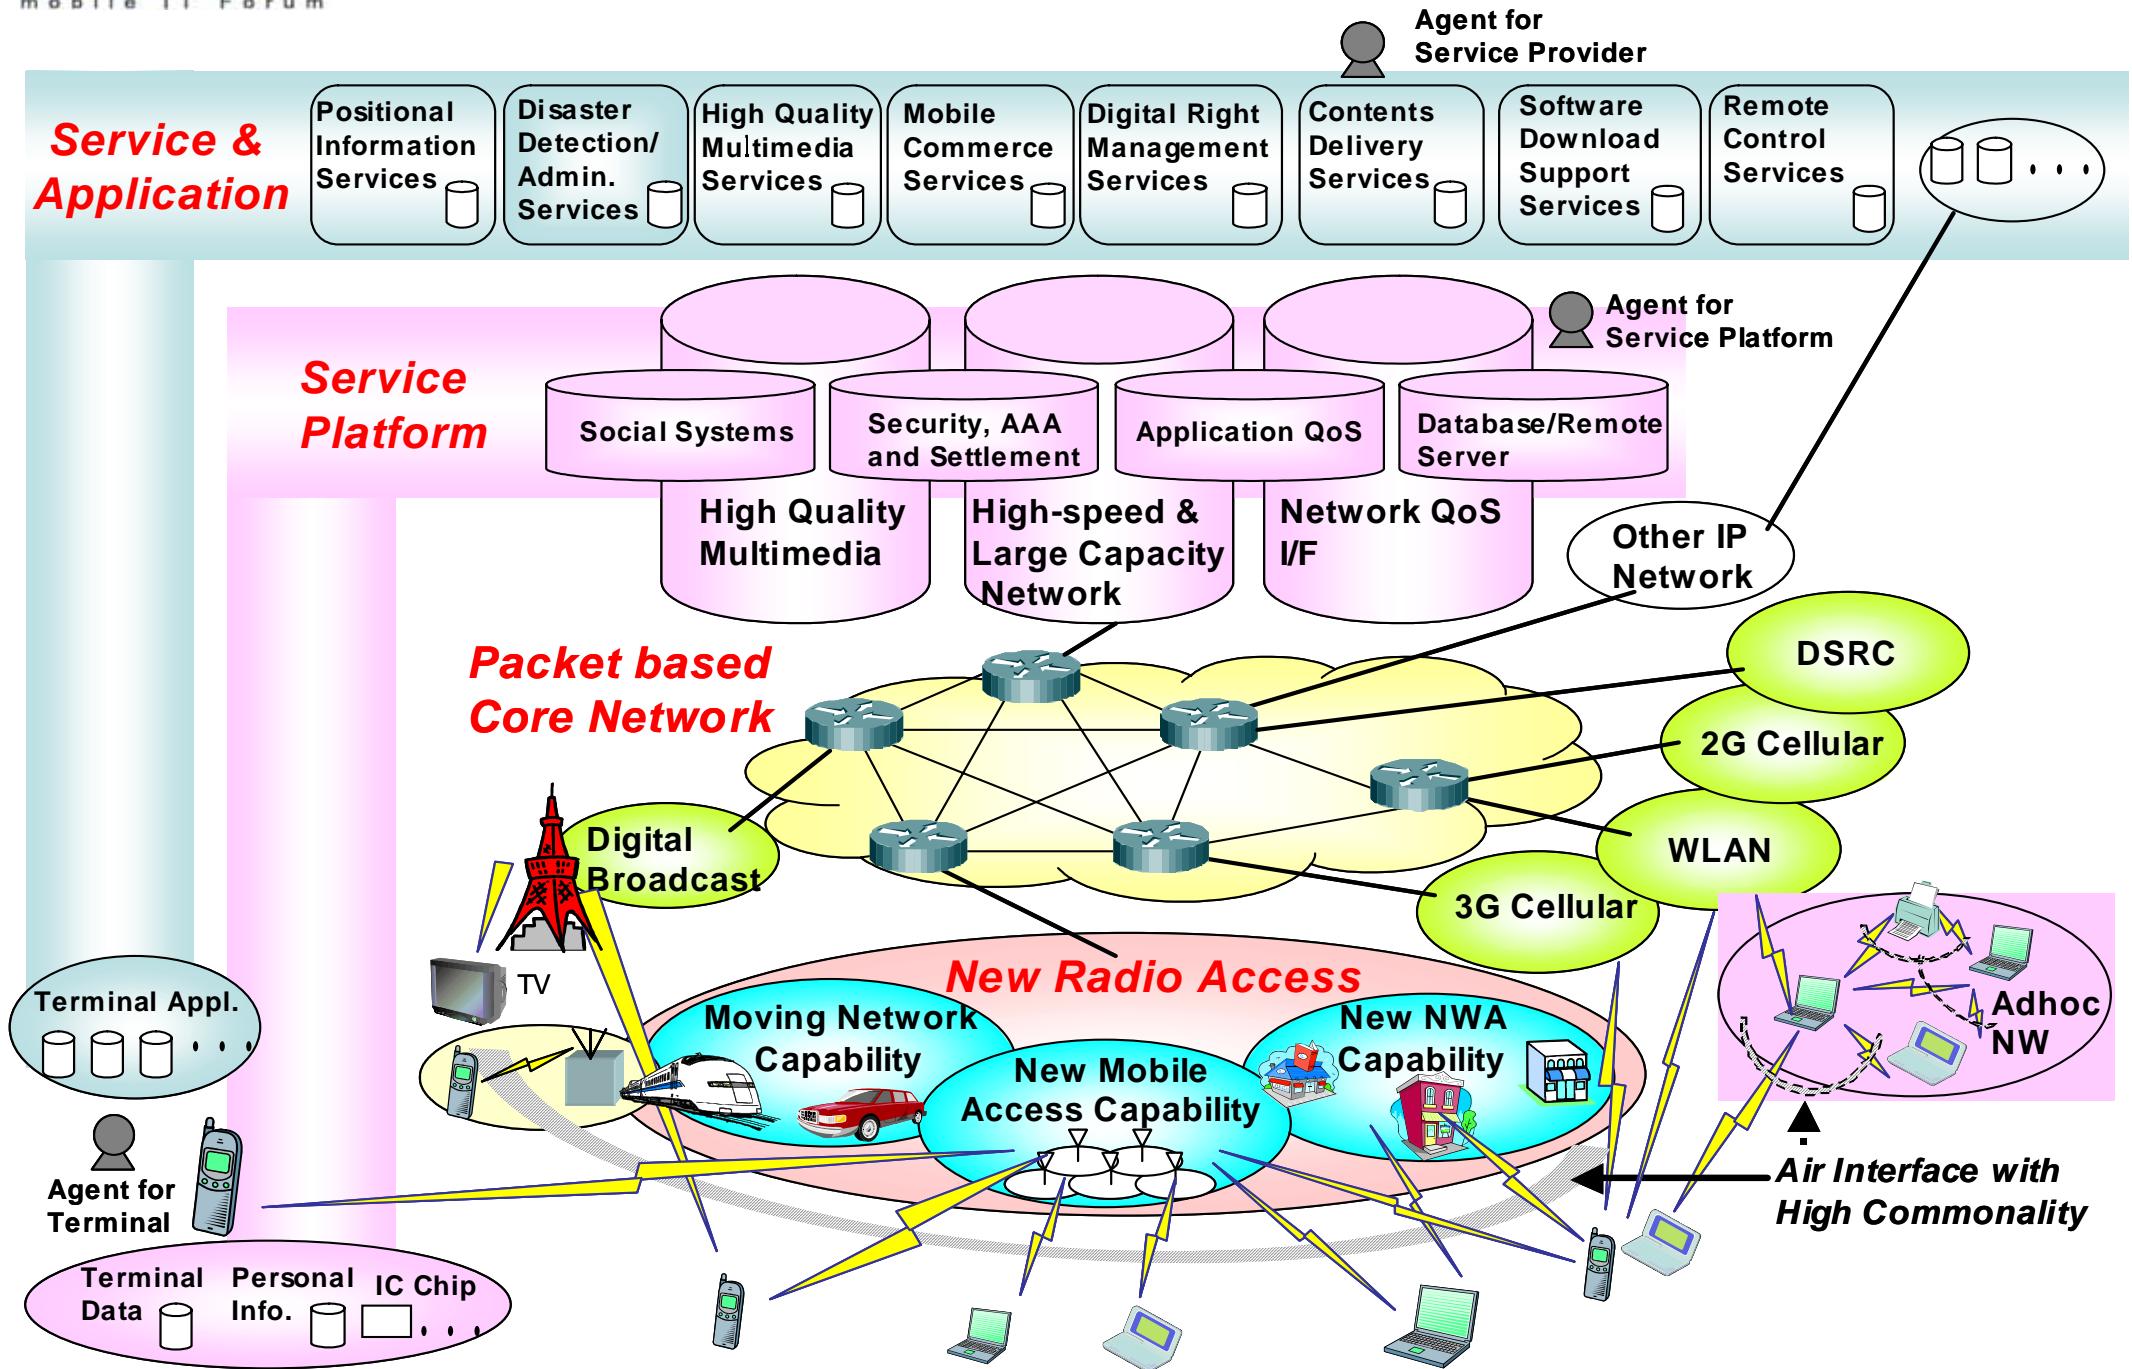 mobile IT Forum
Agent for
Service Provider
Service &
Application
Positional
Information
Services
Disaster
Detection/
Admin.
Services
High Quality
Multimedia
Services
Mobile
Commerce
Services
Digital Right
Management
Services
Contents
Delivery
Services
Software
Download
Support
Services
Remote
Control
Services
Agent for
Service Platform
Service
Platform
Social Systems
Security, AAA
and Settlement
Application QoS
Database/Remote
Server
High Quality
Multimedia
High-speed &
Large Capacity
Network
Network QoS
I/F
Other IP
Network
DSRC
2G Cellular
WLAN
3G Cellular
Packet based
Core Network
Digital
Broadcast
TV
New Radio Access
Moving Network
Capability
New Mobile
Access Capability
New NWA
Capability
Adhoc
NW
Air Interface with
High Commonality
Terminal Appl.
Agent for
Terminal
Terminal
Data
Personal
Info.
IC Chip